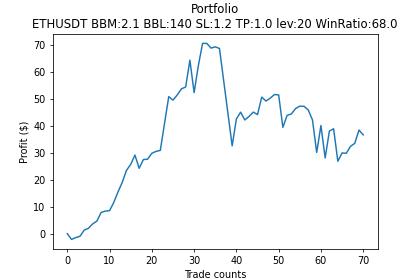 Portfolio
ETHUSDT BBM:2.1 BBL:140 SL:1.2 TP:1.0 lev:20 WinRatio:68.0
Profit ($)
70
60
50
40
30
20
10
0
0 10 20 30 40 50 60 70
Trade counts